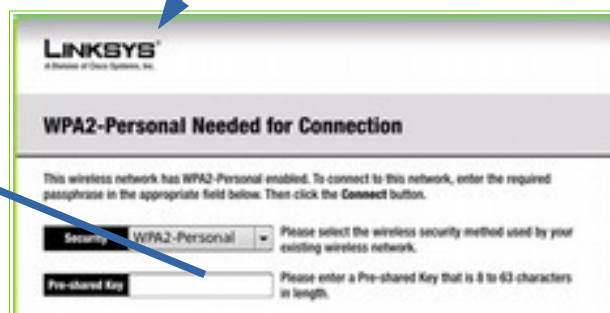 LINKSYS®
A Division of Cisco Systems, Inc.
WPA2-Personal Needed for Connection
This wireless network has WPA2-Personal enabled. To connect to this network, enter the required
passphrase in the appropriate field below. Then click the Connect button.
Security WPA2-Personal Please select the wireless security method used by your
existing wireless network.
Pre-shared Key Please enter a Pre-shared Key that is 8 to 63 characters
in length.